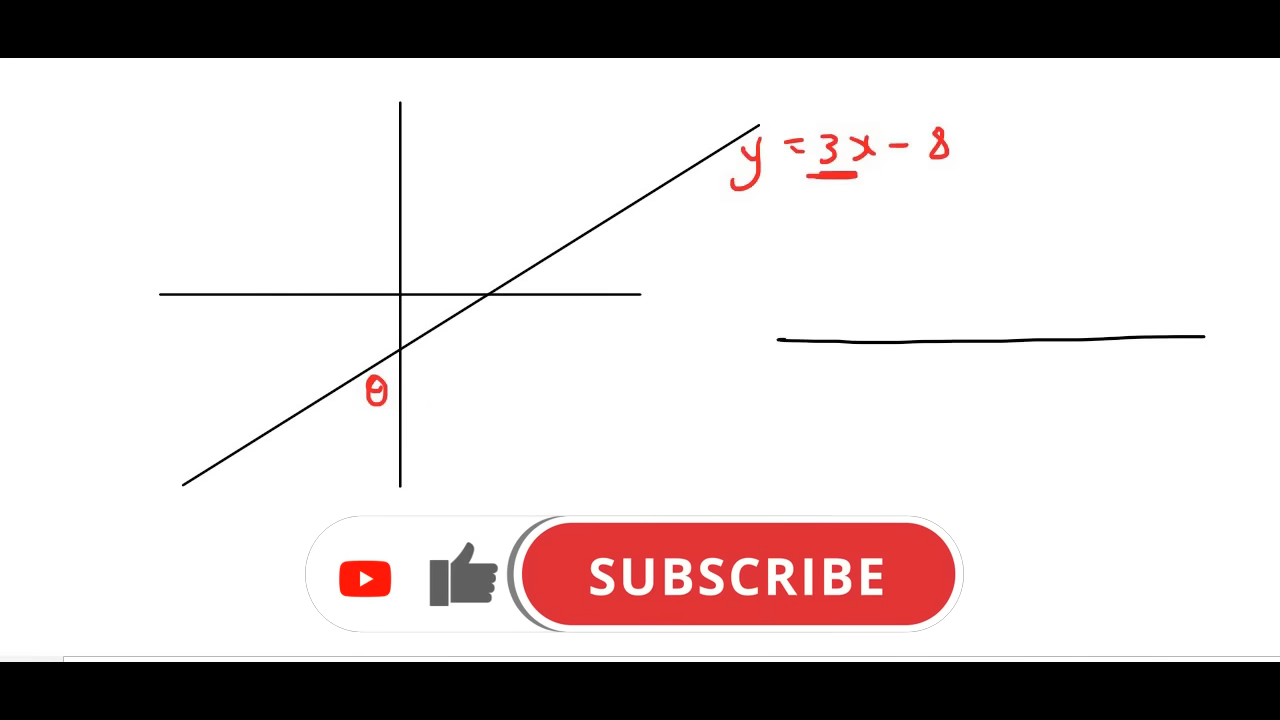 y = 3x - 8
θ
SUBSCRIBE